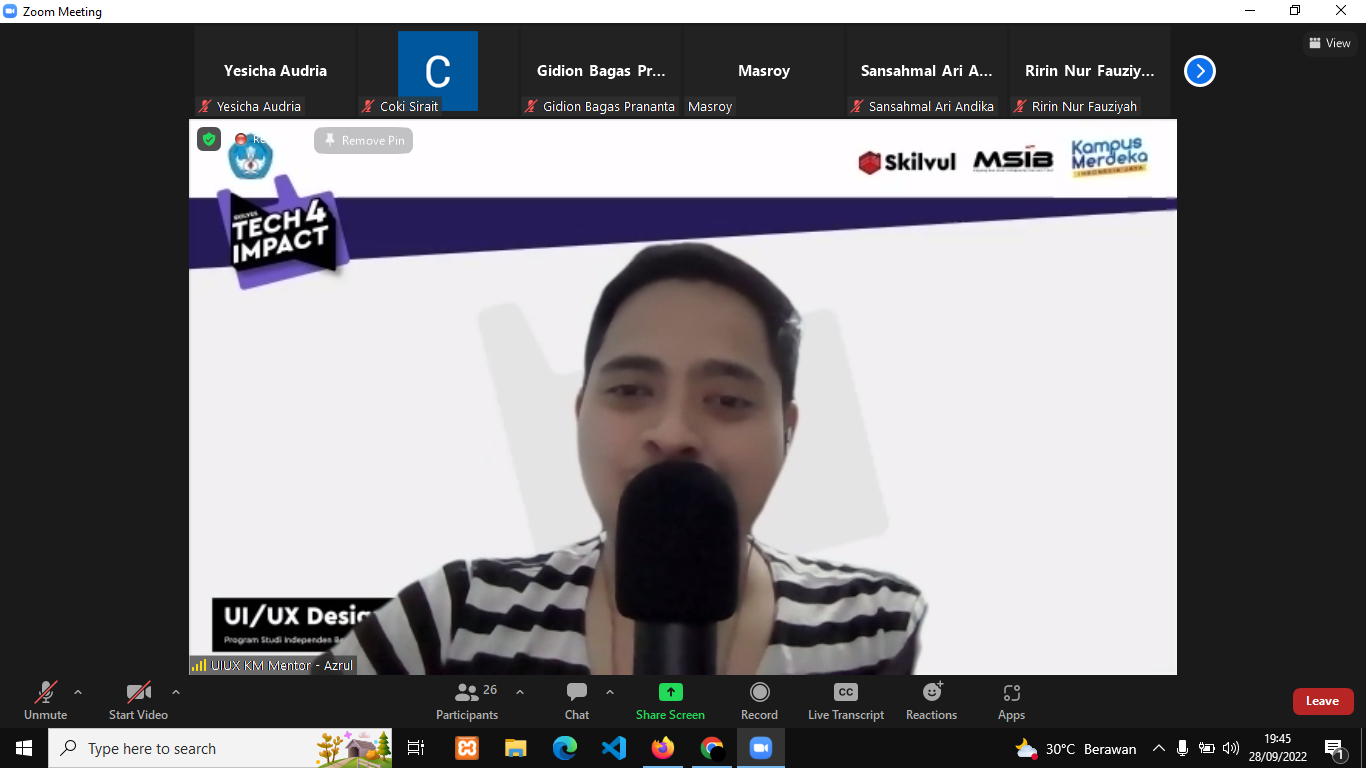 Zoom Meeting
View
Yesicha Audria
C
Gidion Bagas Pr...
Masroy
Sansahmal Ari A...
Ririn Nur Fauziy...
Yesicha Audria
Coki Sirait
Gidion Bagas Prananta
Masroy
Sansahmal Ari Andika
Ririn Nur Fauziyah
Re
Remove Pin
Skilvul
MSIB
Kampus
Merdeka
INDONESIA JAYA
SKILVUL
TECH 4
IMPACT
UI/UX Desig
Program Studi Independen Be
UIUX KM Mentor - Azrul
Unmute
Start Video
Participants
26
Chat
Share Screen
Record
CC
Live Transcript
Reactions
Apps
Leave
Type here to search
30°C Berawan
19:45
28/09/2022
1